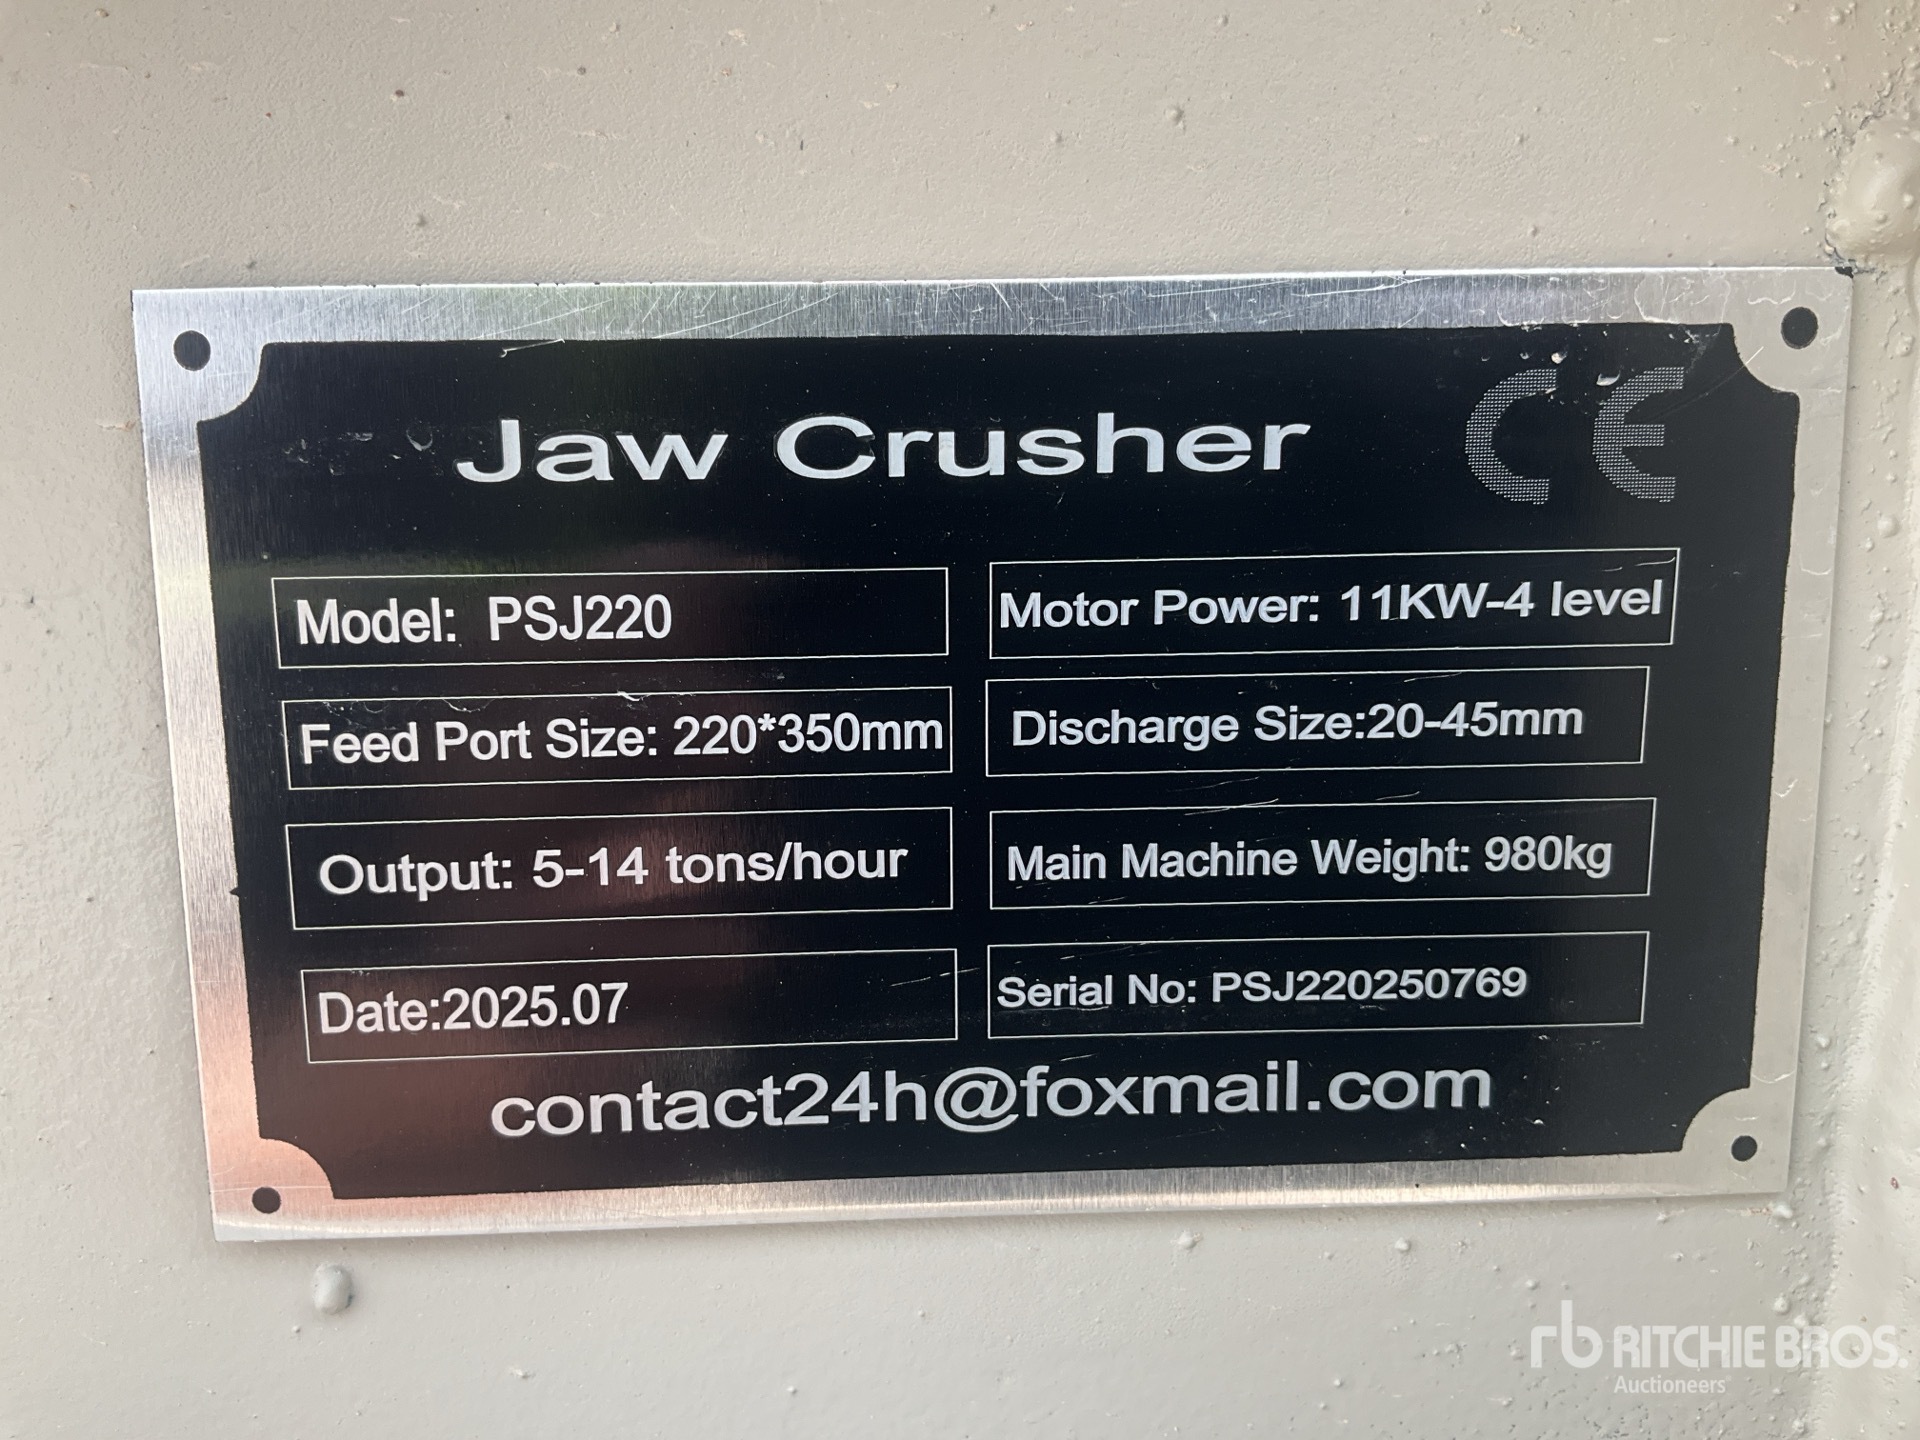 Jaw Crusher CE
Model: PSJ220
Motor Power: 11KW-4 level
Feed Port Size: 220*350mm
Discharge Size:20-45mm
Output: 5-14 tons/hour
Main Machine Weight: 980kg
Date:2025.07
Serial No: PSJ220250769
contact24h@foxmail.com
rb RITCHIE BROS.
Auctioneers